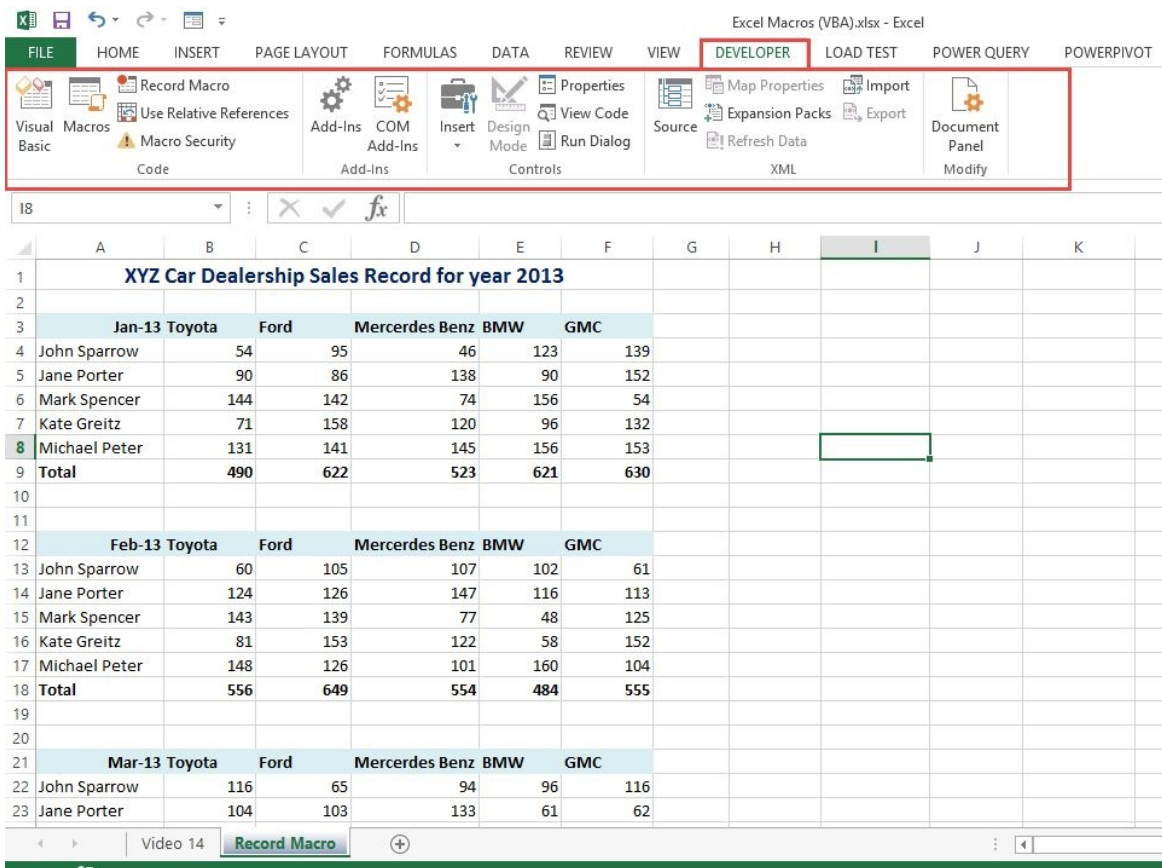 Excel Macros (VBA).xlsx - Excel
FILE HOME INSERT PAGE LAYOUT FORMULAS DATA REVIEW VIEW DEVELOPER LOAD TEST POWER QUERY POWERPIVOT
Visual Basic
Macros
Record Macro
Use Relative References
Macro Security
Code
Add-Ins
COM Add-Ins
Add-Ins
Insert
Design Mode
Properties
View Code
Run Dialog
Controls
Source
Map Properties
Expansion Packs
Refresh Data
Import
Export
XML
Document Panel
Modify
I8 fx
A B C D E F G H I J K
1 XYZ Car Dealership Sales Record for year 2013
2
3 Jan-13 Toyota Ford Mercerdes Benz BMW GMC
4 John Sparrow 54 95 46 123 139
5 Jane Porter 90 86 138 90 152
6 Mark Spencer 144 142 74 156 54
7 Kate Greitz 71 158 120 96 132
8 Michael Peter 131 141 145 156 153
9 Total 490 622 523 621 630
10
11
12 Feb-13 Toyota Ford Mercerdes Benz BMW GMC
13 John Sparrow 60 105 107 102 61
14 Jane Porter 124 126 147 116 113
15 Mark Spencer 143 139 77 48 125
16 Kate Greitz 81 153 122 58 152
17 Michael Peter 148 126 101 160 104
18 Total 556 649 554 484 555
19
20
21 Mar-13 Toyota Ford Mercerdes Benz BMW GMC
22 John Sparrow 116 65 94 96 116
23 Jane Porter 104 103 133 61 62
Video 14 Record Macro